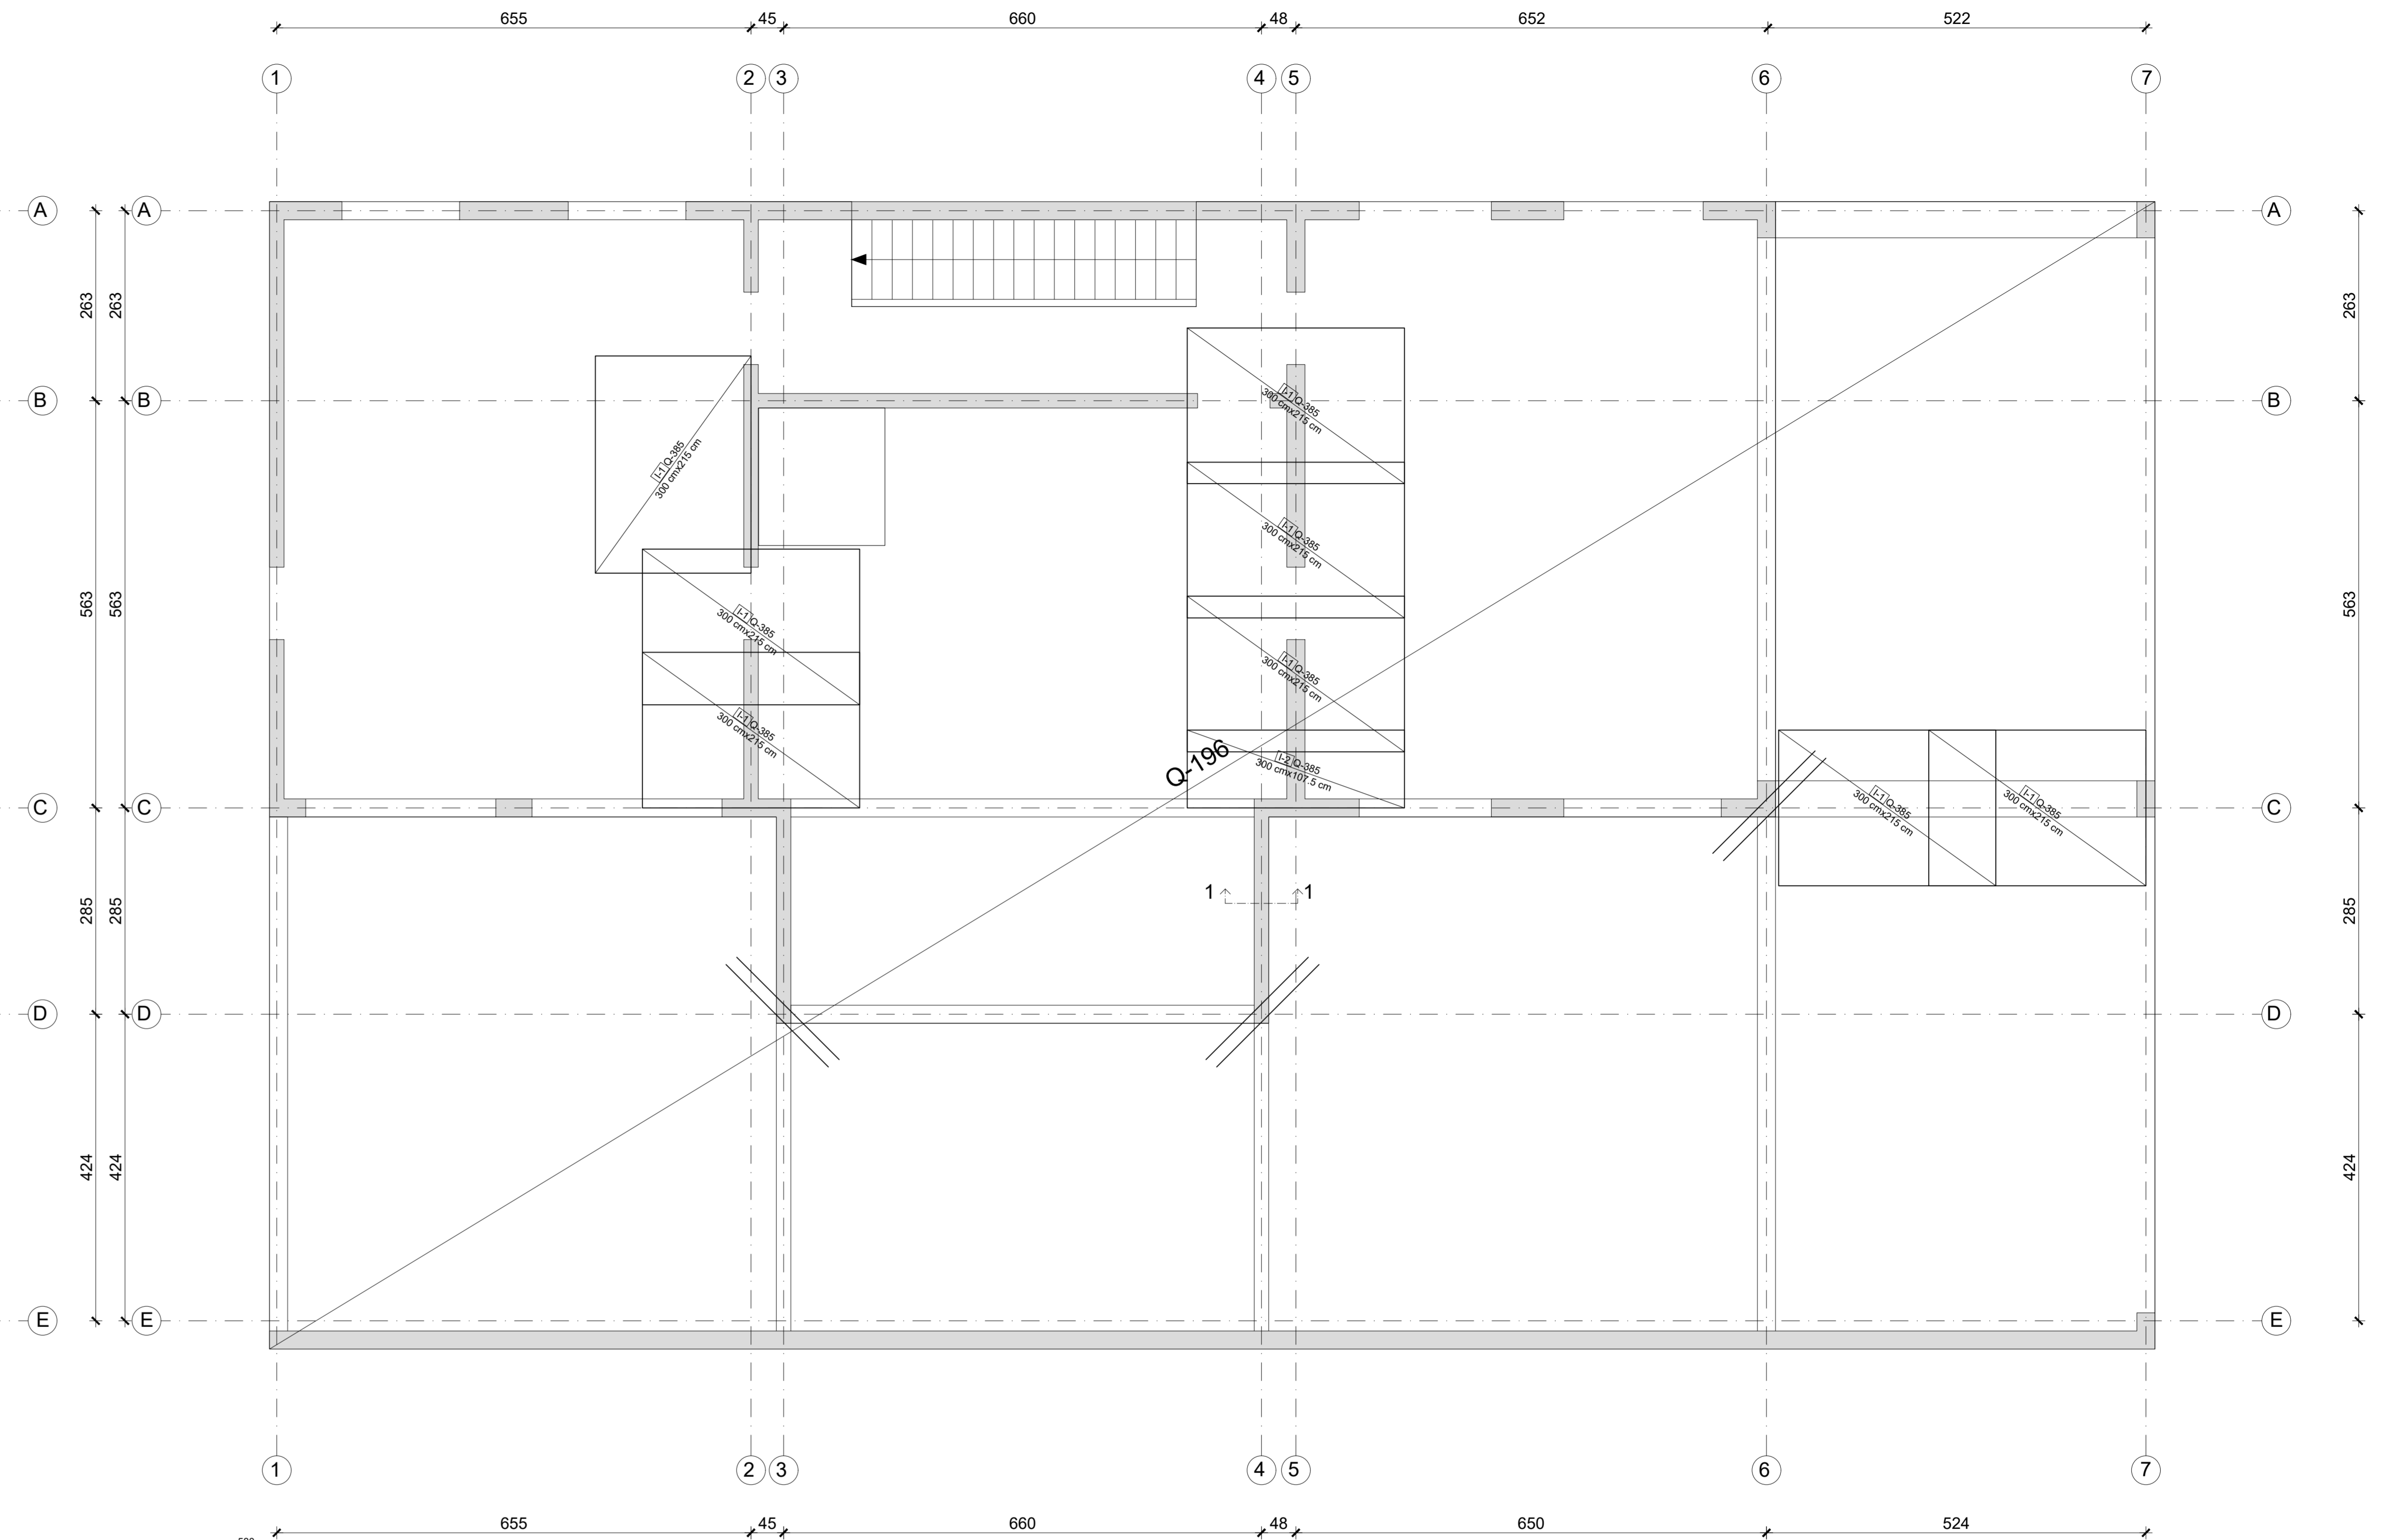 655 45 660 48 652 522
1 2 3 4 5 6 7
A A A
263 263 263
B B B
I-1 Q-385
300 cmx215 cm
I-1 Q-385
300 cmx215 cm
I-1 Q-385
300 cmx215 cm
563 563 563
I-1 Q-385
300 cmx215 cm
I-1 Q-385
300 cmx215 cm
I-1 Q-385
300 cmx215 cm
Q-196
I-2 Q-385
300 cmx107.5 cm
I-1 Q-385
300 cmx215 cm
I-1 Q-385
300 cmx215 cm
C C C
1 1
285 285 285
D D D
424 424 424
E E E
1 2 3 4 5 6 7
655 45 660 48 650 524